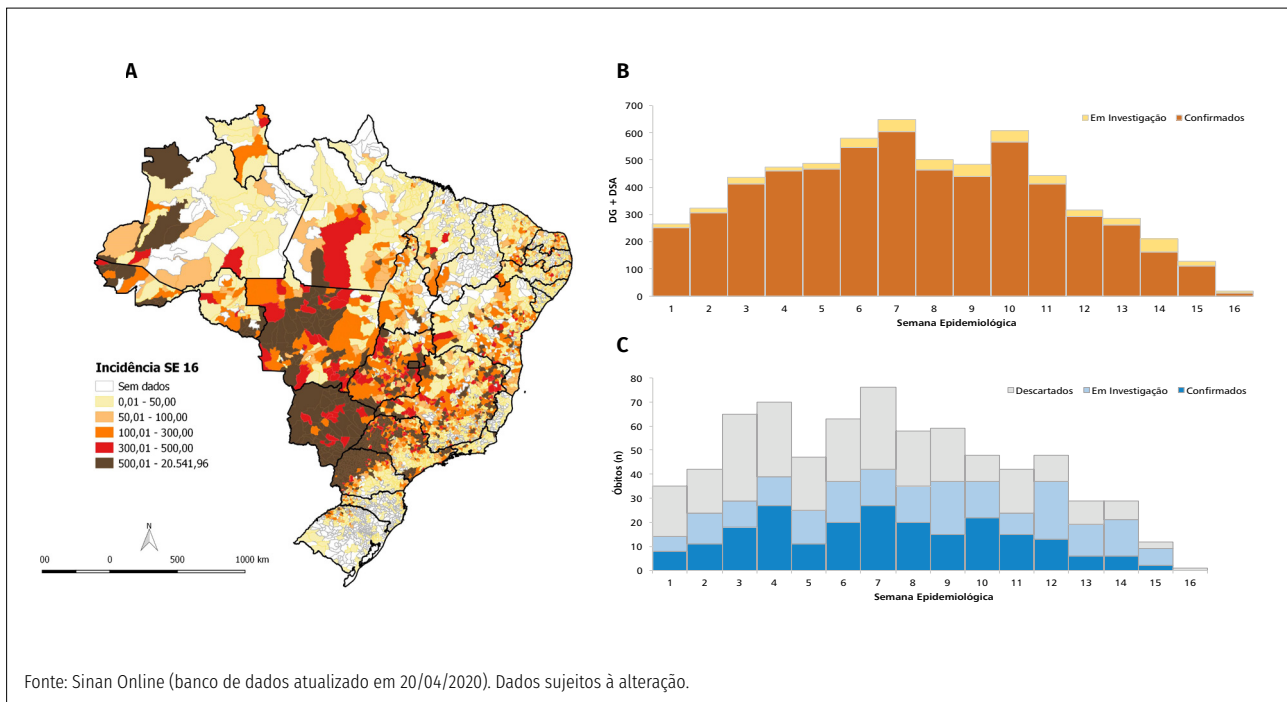 A
Incidência SE 16
Sem dados
0,01 - 50,00
50,01 - 100,00
100,01 - 300,00
300,01 - 500,00
500,01 - 20.541,96
N
00 0 500 1000 km
B
700
600
500
400
300
200
100
0
DG + DSA
Em Investigação Confirmados
1 2 3 4 5 6 7 8 9 10 11 12 13 14 15 16
Semana Epidemiológica
C
80
70
60
50
40
30
20
10
0
Óbitos (n)
Descartados Em Investigação Confirmados
1 2 3 4 5 6 7 8 9 10 11 12 13 14 15 16
Semana Epidemiológica
Fonte: Sinan Online (banco de dados atualizado em 20/04/2020). Dados sujeitos à alteração.